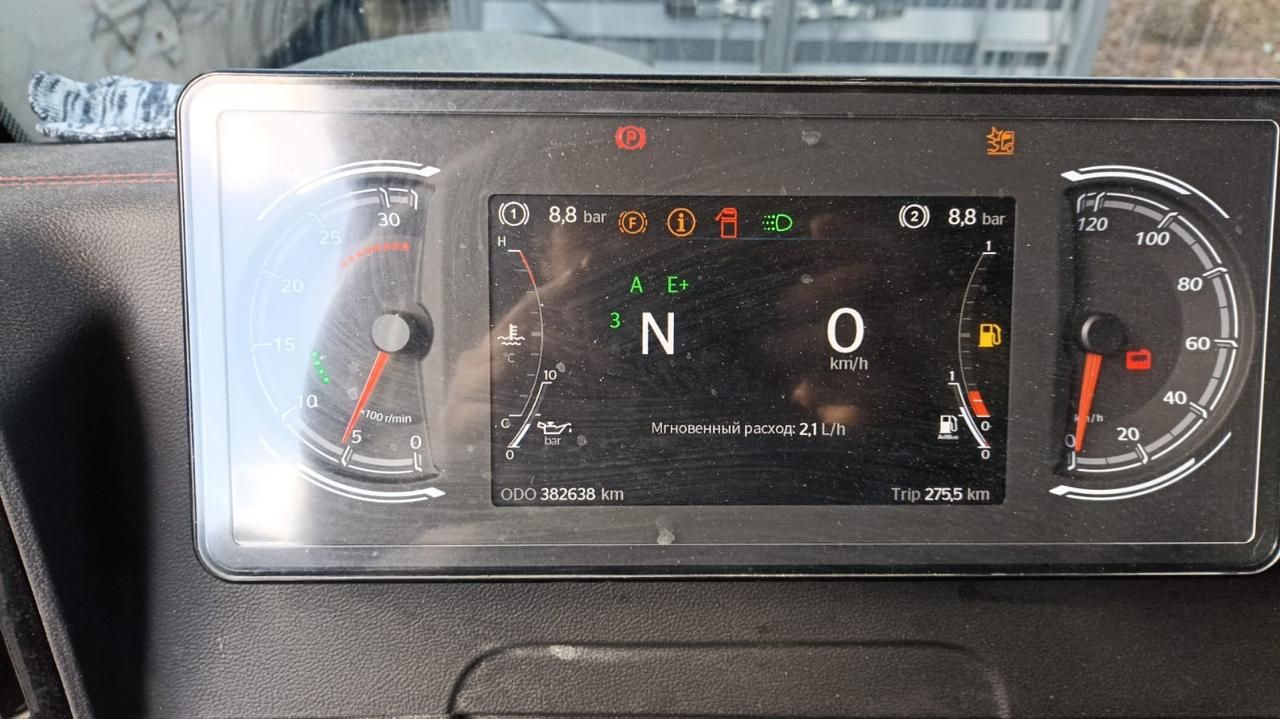 P
1 8,8 bar F i 2 8,8 bar
H 1
A E+
3 N 0
km/h
°C
10 1
C
bar AdBlue
0 0
0
Мгновенный расход: 2,1 L/h
ODO 382638 km Trip 275,5 km
30
25
20
15
10
x100 r/min
5 0
120
100
80
60
40
km/h
20
0